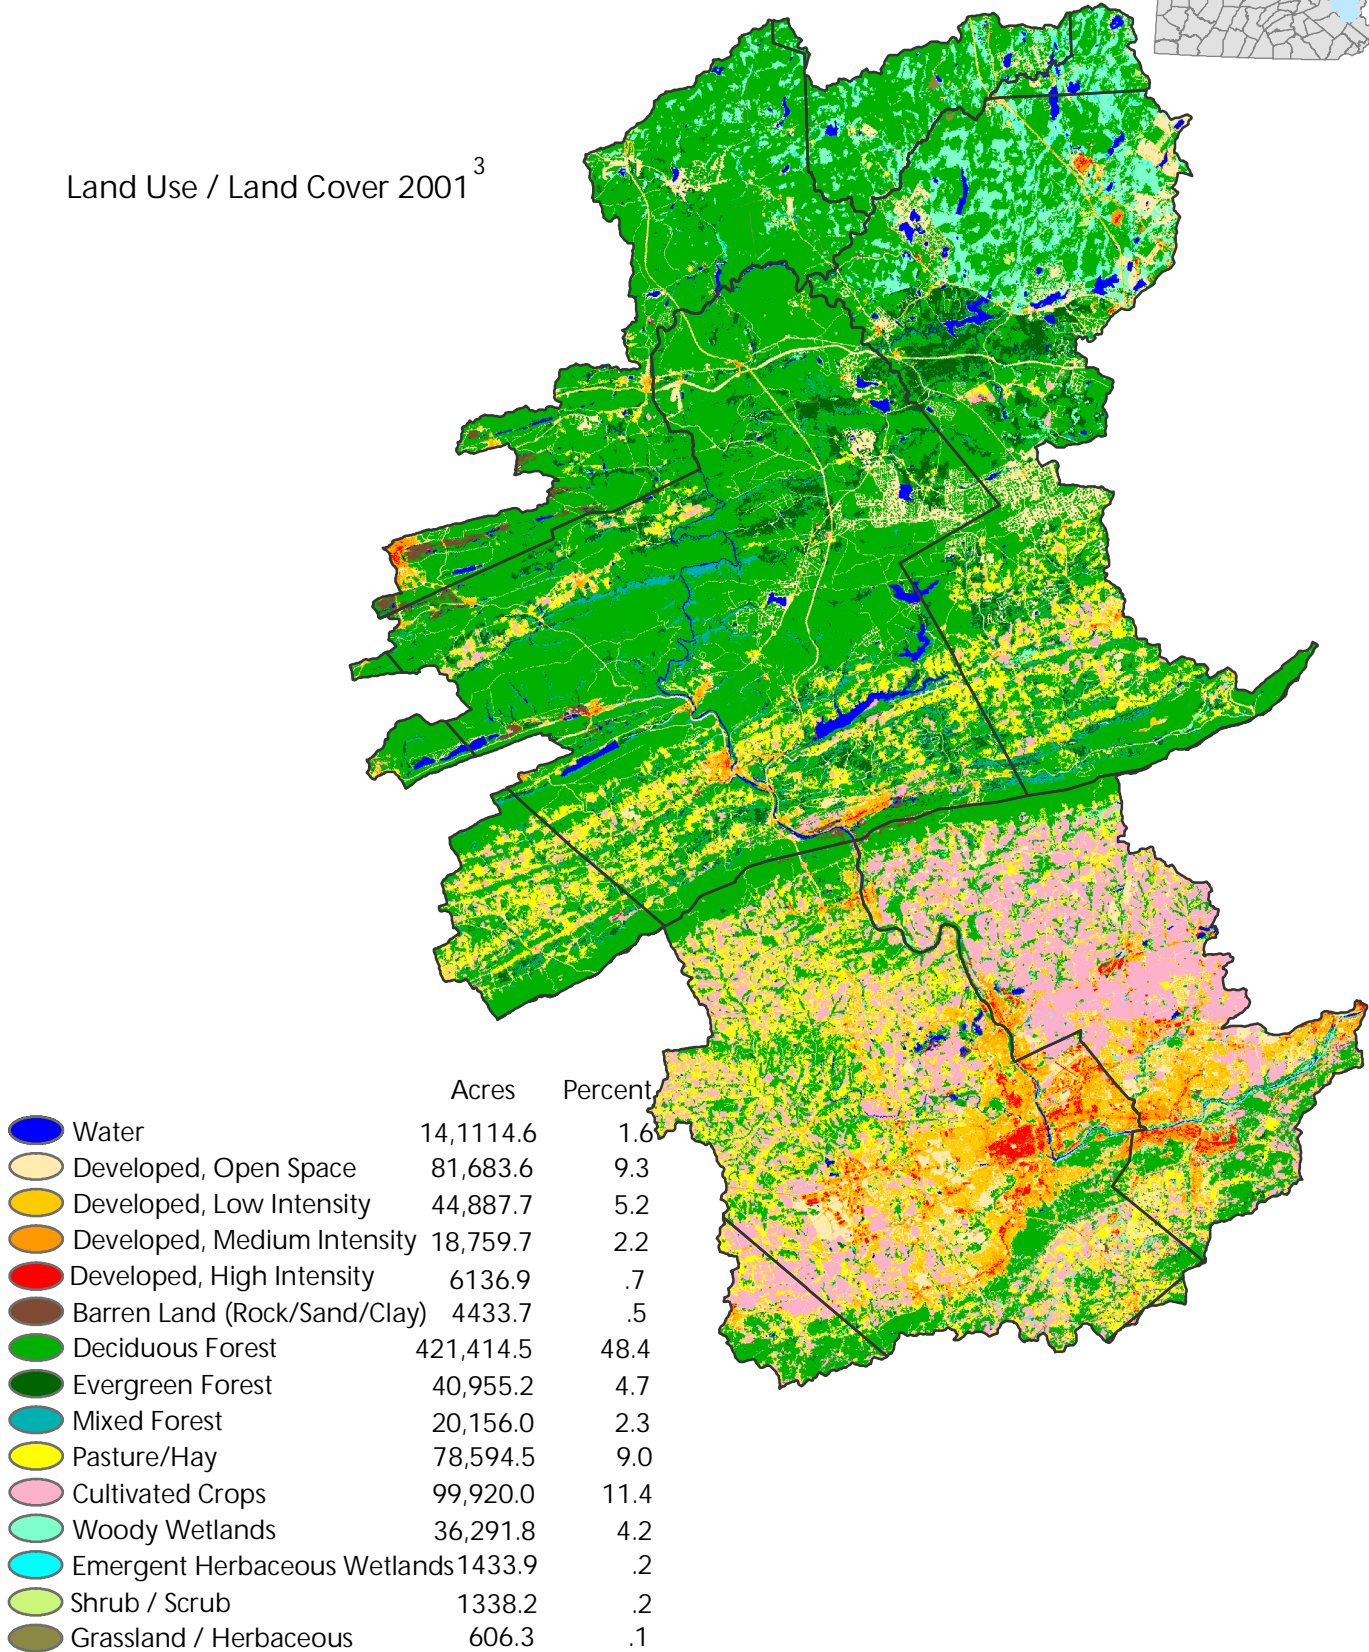 Land Use / Land Cover 2001 3
Acres Percent
Water 14,1114.6 1.6
Developed, Open Space 81,683.6 9.3
Developed, Low Intensity 44,887.7 5.2
Developed, Medium Intensity 18,759.7 2.2
Developed, High Intensity 6136.9 .7
Barren Land (Rock/Sand/Clay) 4433.7 .5
Deciduous Forest 421,414.5 48.4
Evergreen Forest 40,955.2 4.7
Mixed Forest 20,156.0 2.3
Pasture/Hay 78,594.5 9.0
Cultivated Crops 99,920.0 11.4
Woody Wetlands 36,291.8 4.2
Emergent Herbaceous Wetlands 1433.9 .2
Shrub / Scrub 1338.2 .2
Grassland / Herbaceous 606.3 .1